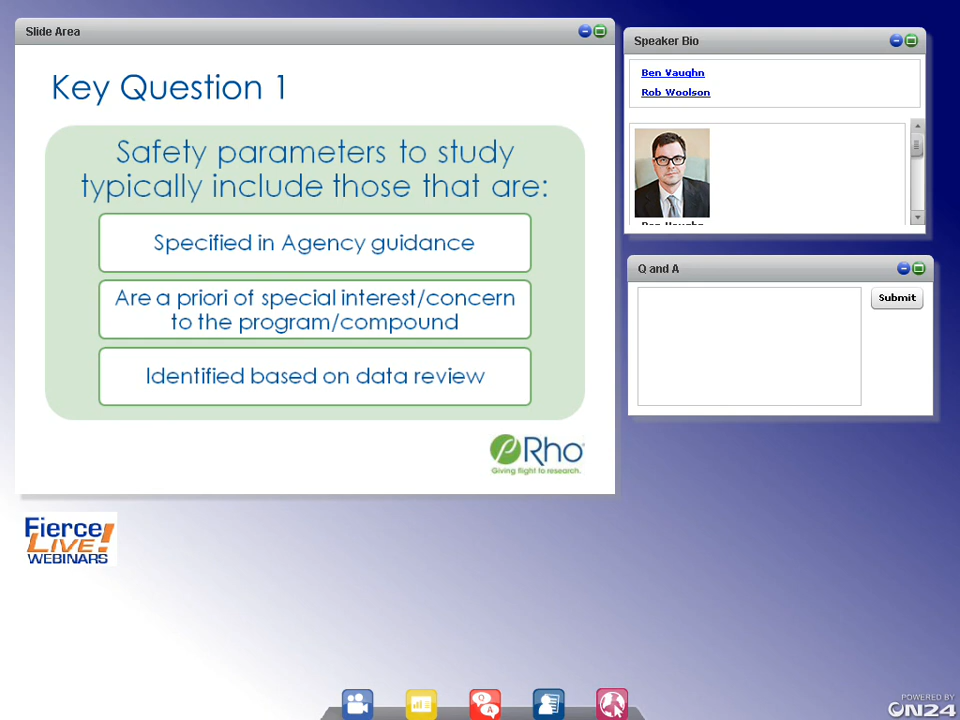 Slide Area
Key Question 1
Safety parameters to study
typically include those that are:
Specified in Agency guidance
Are a priori of special interest/concern
to the program/compound
Identified based on data review
Rho
Giving flight to research.
Speaker Bio
Ben Vaughn
Rob Woolson
Ben Vaughn
Q and A
Submit
Fierce
LIVE!
WEBINARS
Q
A
POWERED BY
ON24